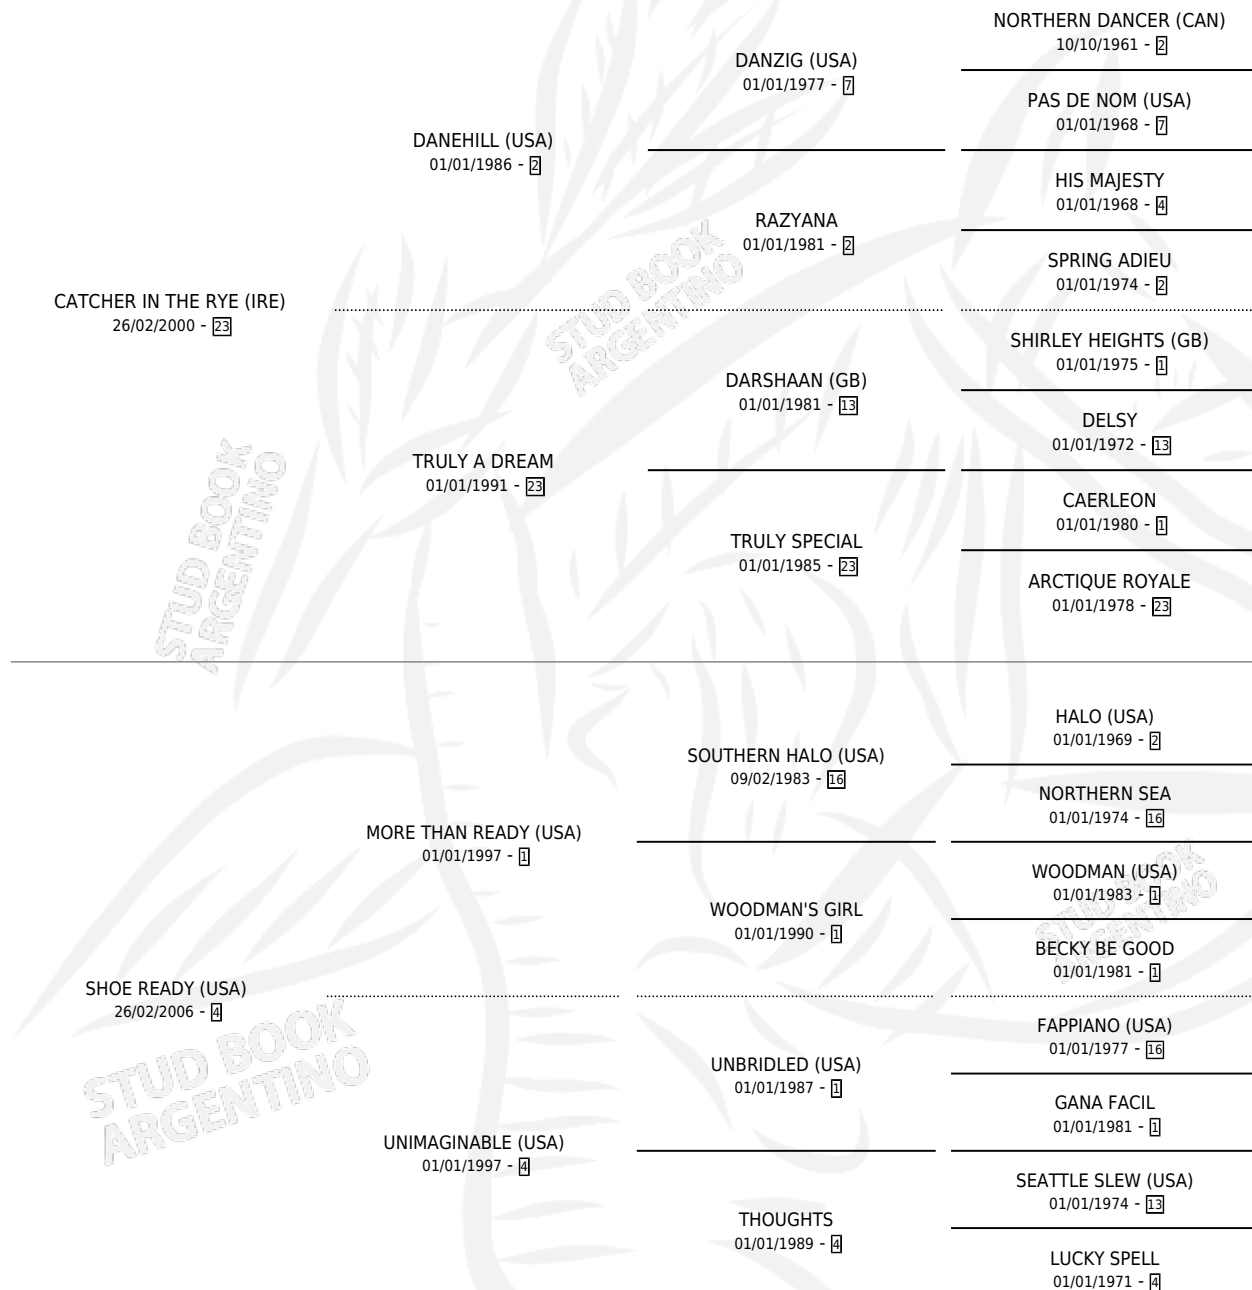 NORTHERN DANCER (CAN)
10/10/1961 - 2
DANZIG (USA)
01/01/1977 - 7
PAS DE NOM (USA)
01/01/1968 - 7
DANEHILL (USA)
01/01/1986 - 2
HIS MAJESTY
01/01/1968 - 4
RAZYANA
01/01/1981 - 2
SPRING ADIEU
01/01/1974 - 2
CATCHER IN THE RYE (IRE)
26/02/2000 - 23
SHIRLEY HEIGHTS (GB)
01/01/1975 - 1
DARSHAAN (GB)
01/01/1981 - 13
DELSY
01/01/1972 - 13
TRULY A DREAM
01/01/1991 - 23
CAERLEON
01/01/1980 - 1
TRULY SPECIAL
01/01/1985 - 23
ARCTIQUE ROYALE
01/01/1978 - 23
HALO (USA)
01/01/1969 - 2
SOUTHERN HALO (USA)
09/02/1983 - 16
NORTHERN SEA
01/01/1974 - 16
MORE THAN READY (USA)
01/01/1997 - 1
WOODMAN (USA)
01/01/1983 - 1
WOODMAN'S GIRL
01/01/1990 - 1
BECKY BE GOOD
01/01/1981 - 1
SHOE READY (USA)
26/02/2006 - 4
FAPPIANO (USA)
01/01/1977 - 16
UNBRIDLED (USA)
01/01/1987 - 1
GANA FACIL
01/01/1981 - 1
UNIMAGINABLE (USA)
01/01/1997 - 4
SEATTLE SLEW (USA)
01/01/1974 - 13
THOUGHTS
01/01/1989 - 4
LUCKY SPELL
01/01/1971 - 4
STUD BOOK
ARGENTINO
STUD BOOK
ARGENTINO
STUD BOOK
ARGENTINO
STUD BOOK
ARGENTINO